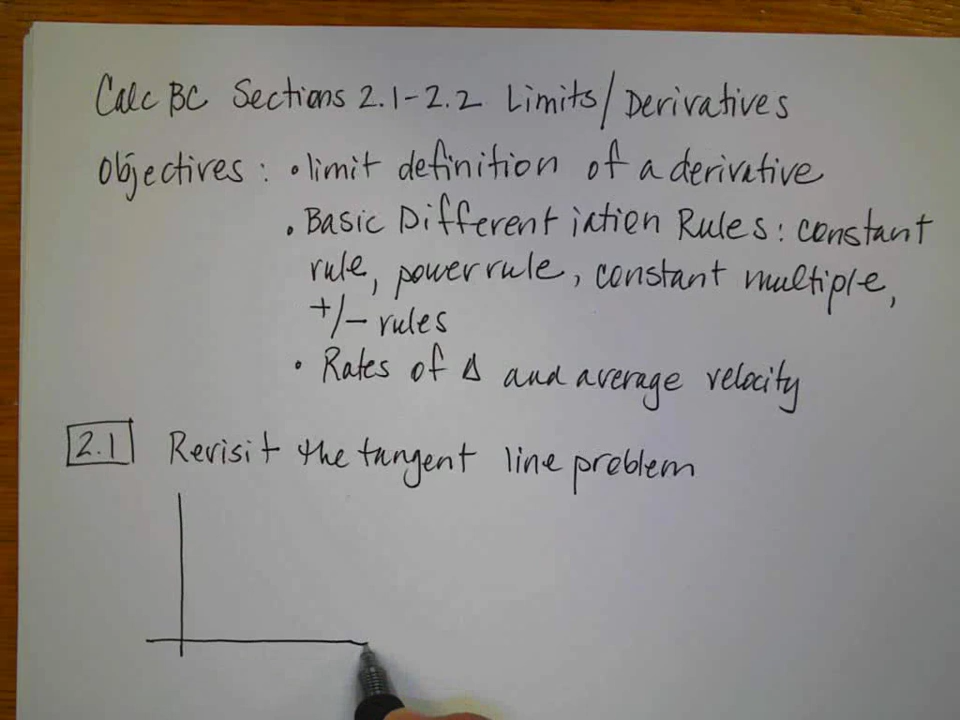 Calc BC Sections 2.1-2.2 Limits/Derivatives
Objectives: • limit definition of a derivative
• Basic Differentiation Rules: constant
rule, power rule, constant multiple,
+/- rules
• Rates of Δ and average velocity
2.1 Revisit the tangent line problem